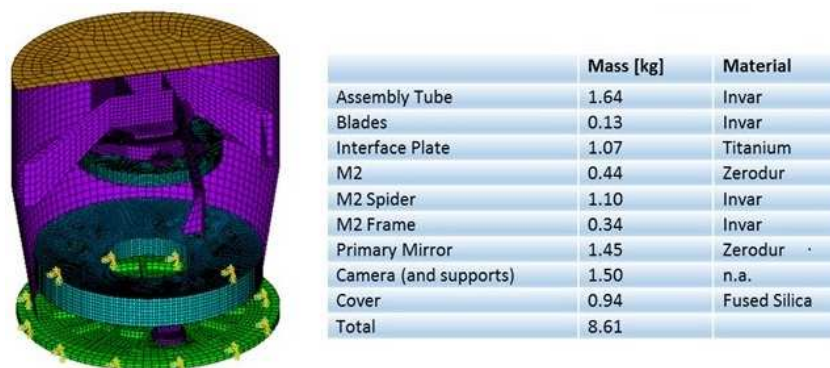 Mass [kg] Material
Assembly Tube 1.64 Invar
Blades 0.13 Invar
Interface Plate 1.07 Titanium
M2 0.44 Zerodur
M2 Spider 1.10 Invar
M2 Frame 0.34 Invar
Primary Mirror 1.45 Zerodur
Camera (and supports) 1.50 n.a.
Cover 0.94 Fused Silica
Total 8.61